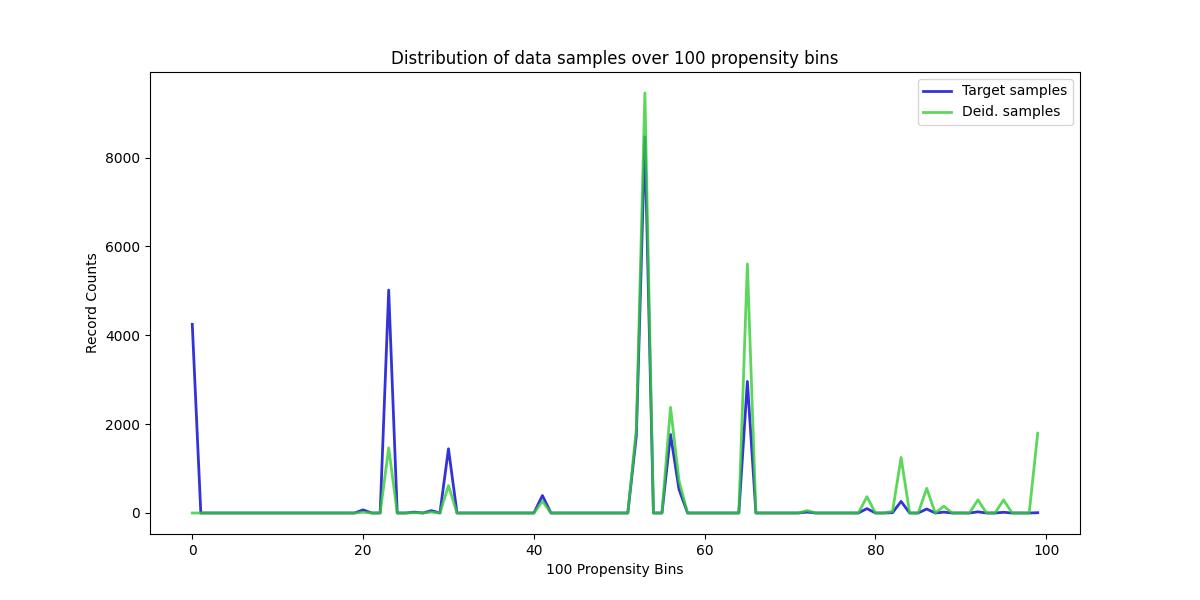 Distribution of data samples over 100 propensity bins
Target samples
Deid. samples
Record Counts
8000
6000
4000
2000
0
0 20 40 60 80 100
100 Propensity Bins